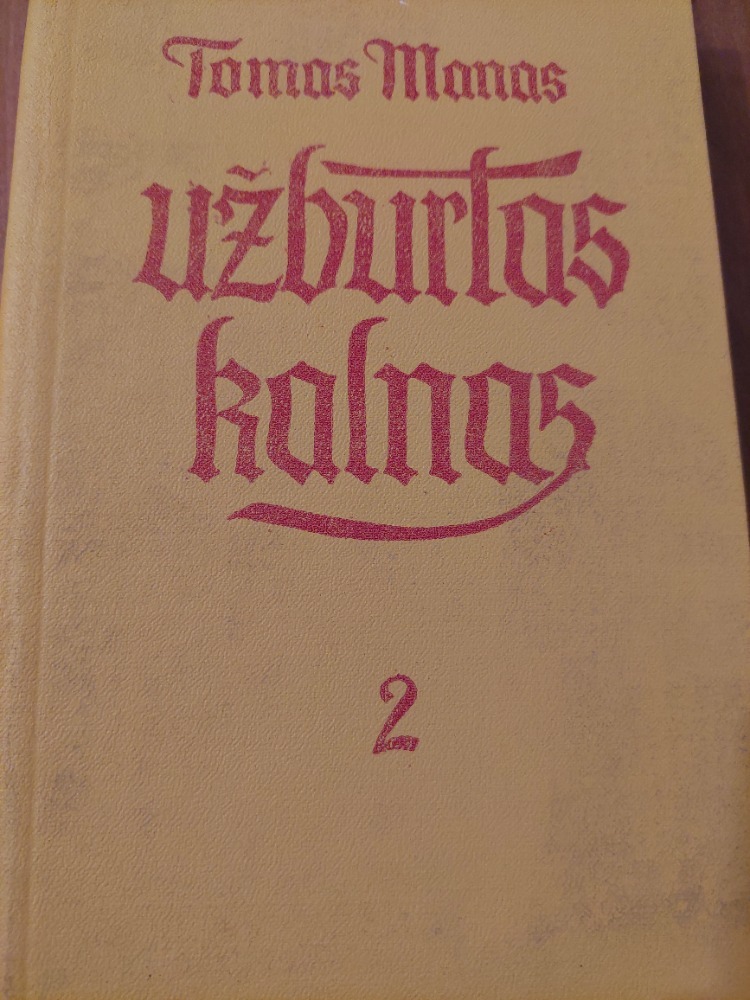 Tomas Manas
užburtas
kalnas
2